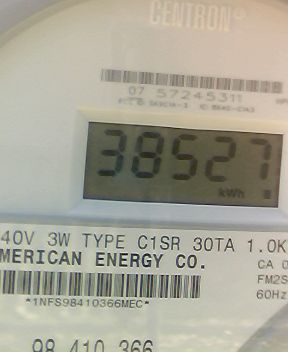 CENTRON®
07 57245311
38527
kWh
40V 3W TYPE C1SR 30TA 1.0K
MERICAN ENERGY CO.
CA 0
FM2S
60Hz
*1NFS98410366MEC*
98 410 366